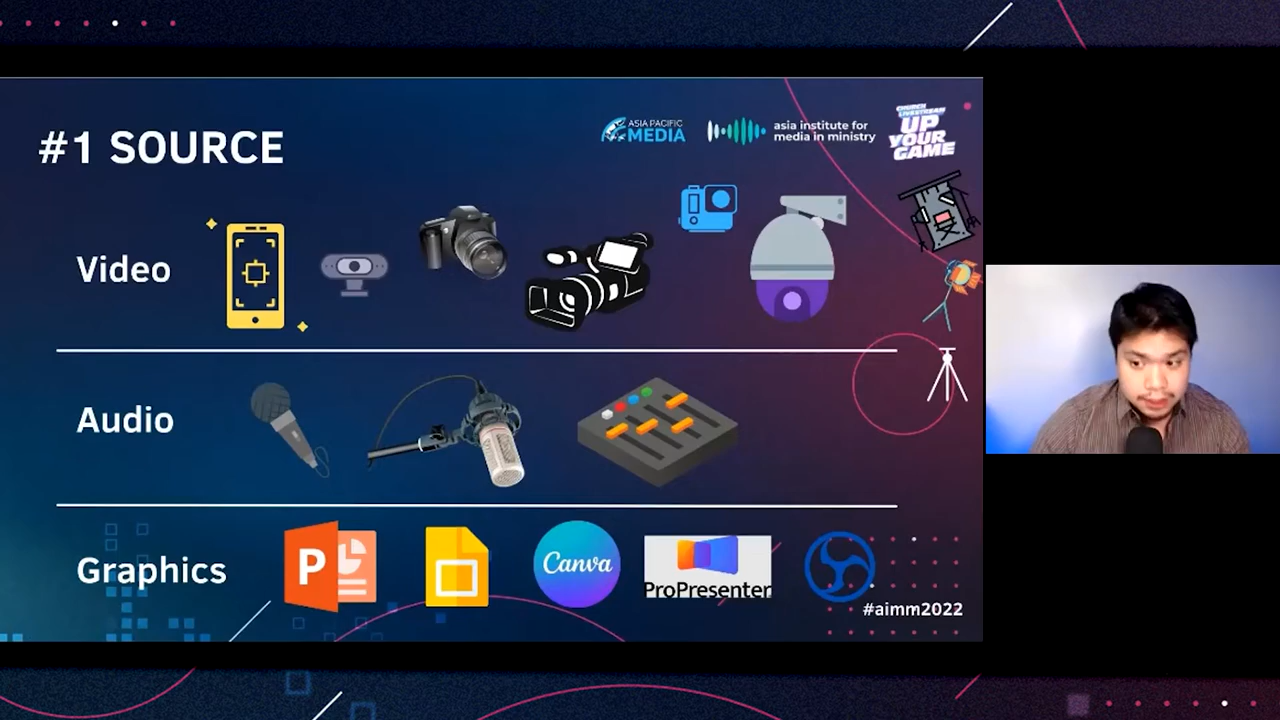 #1 SOURCE
ASIA PACIFIC
MEDIA
asia institute for
media in ministry
CHURCH
LIVESTREAM
UP
YOUR
GAME
Video
Audio
Graphics
P
Canva
ProPresenter
#aimm2022